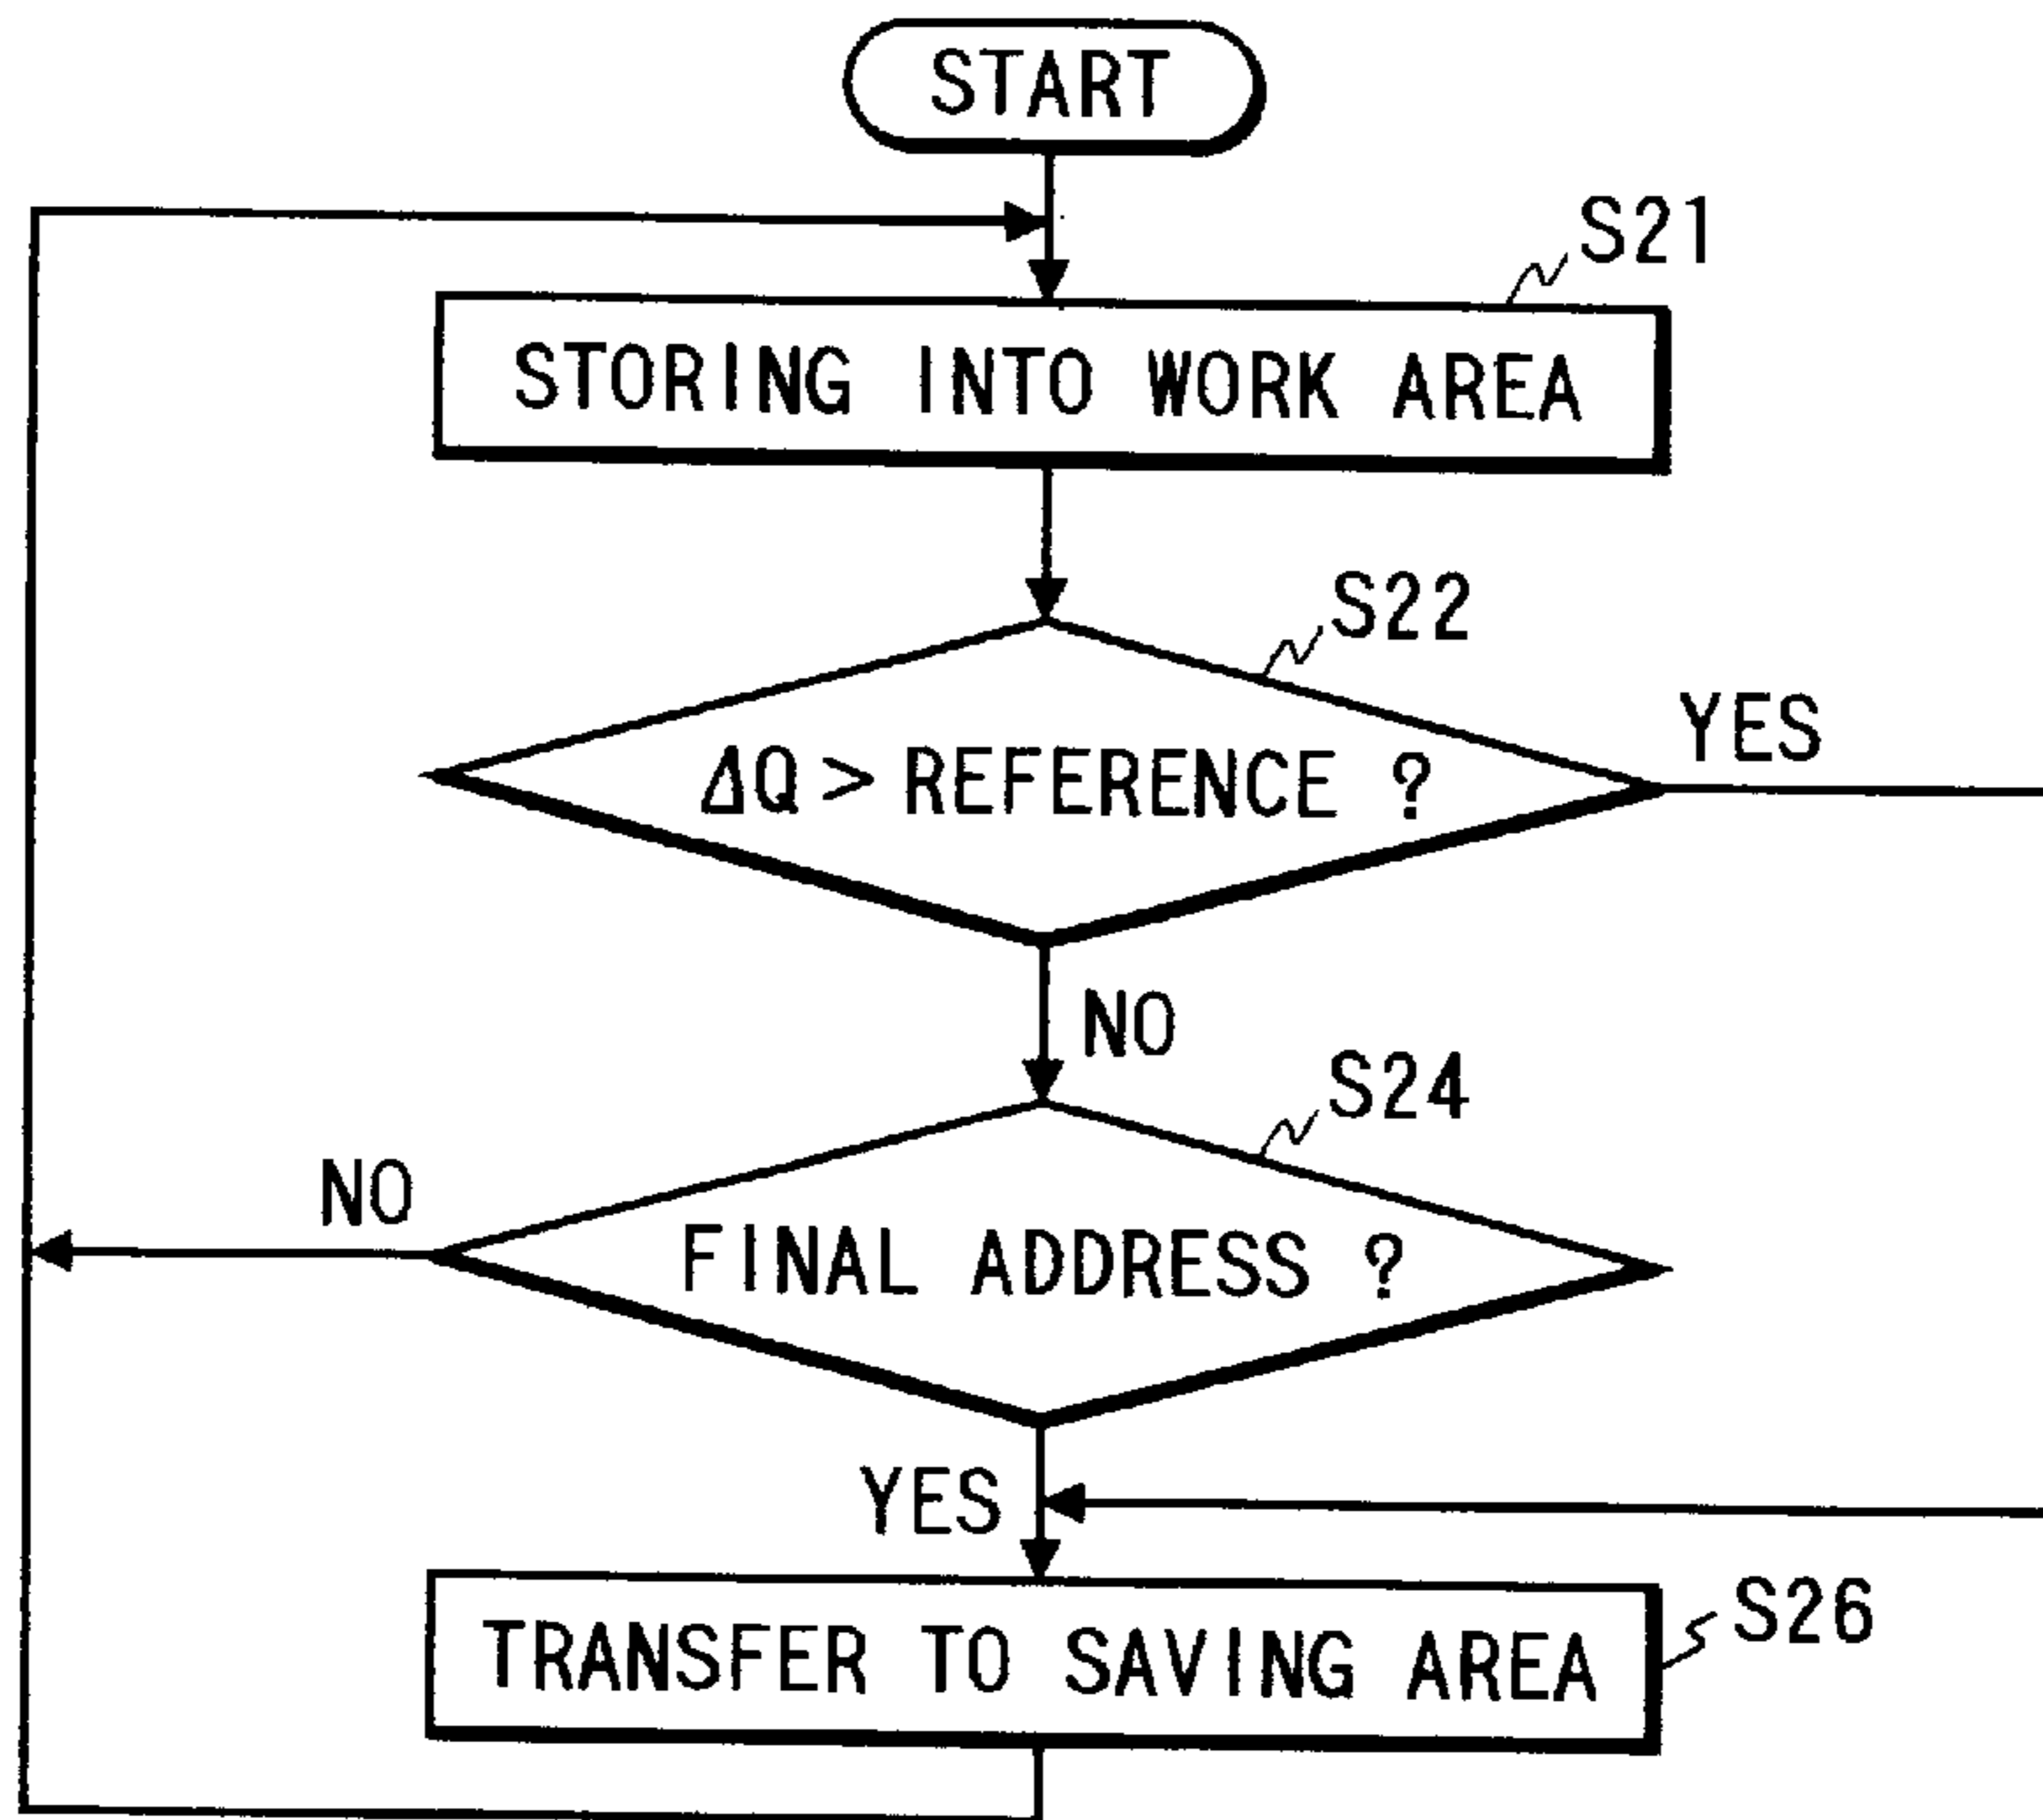 START
S21
STORING INTO WORK AREA
S22
YES
ΔQ > REFERENCE ?
NO
S24
NO
FINAL ADDRESS ?
YES
S26
TRANSFER TO SAVING AREA